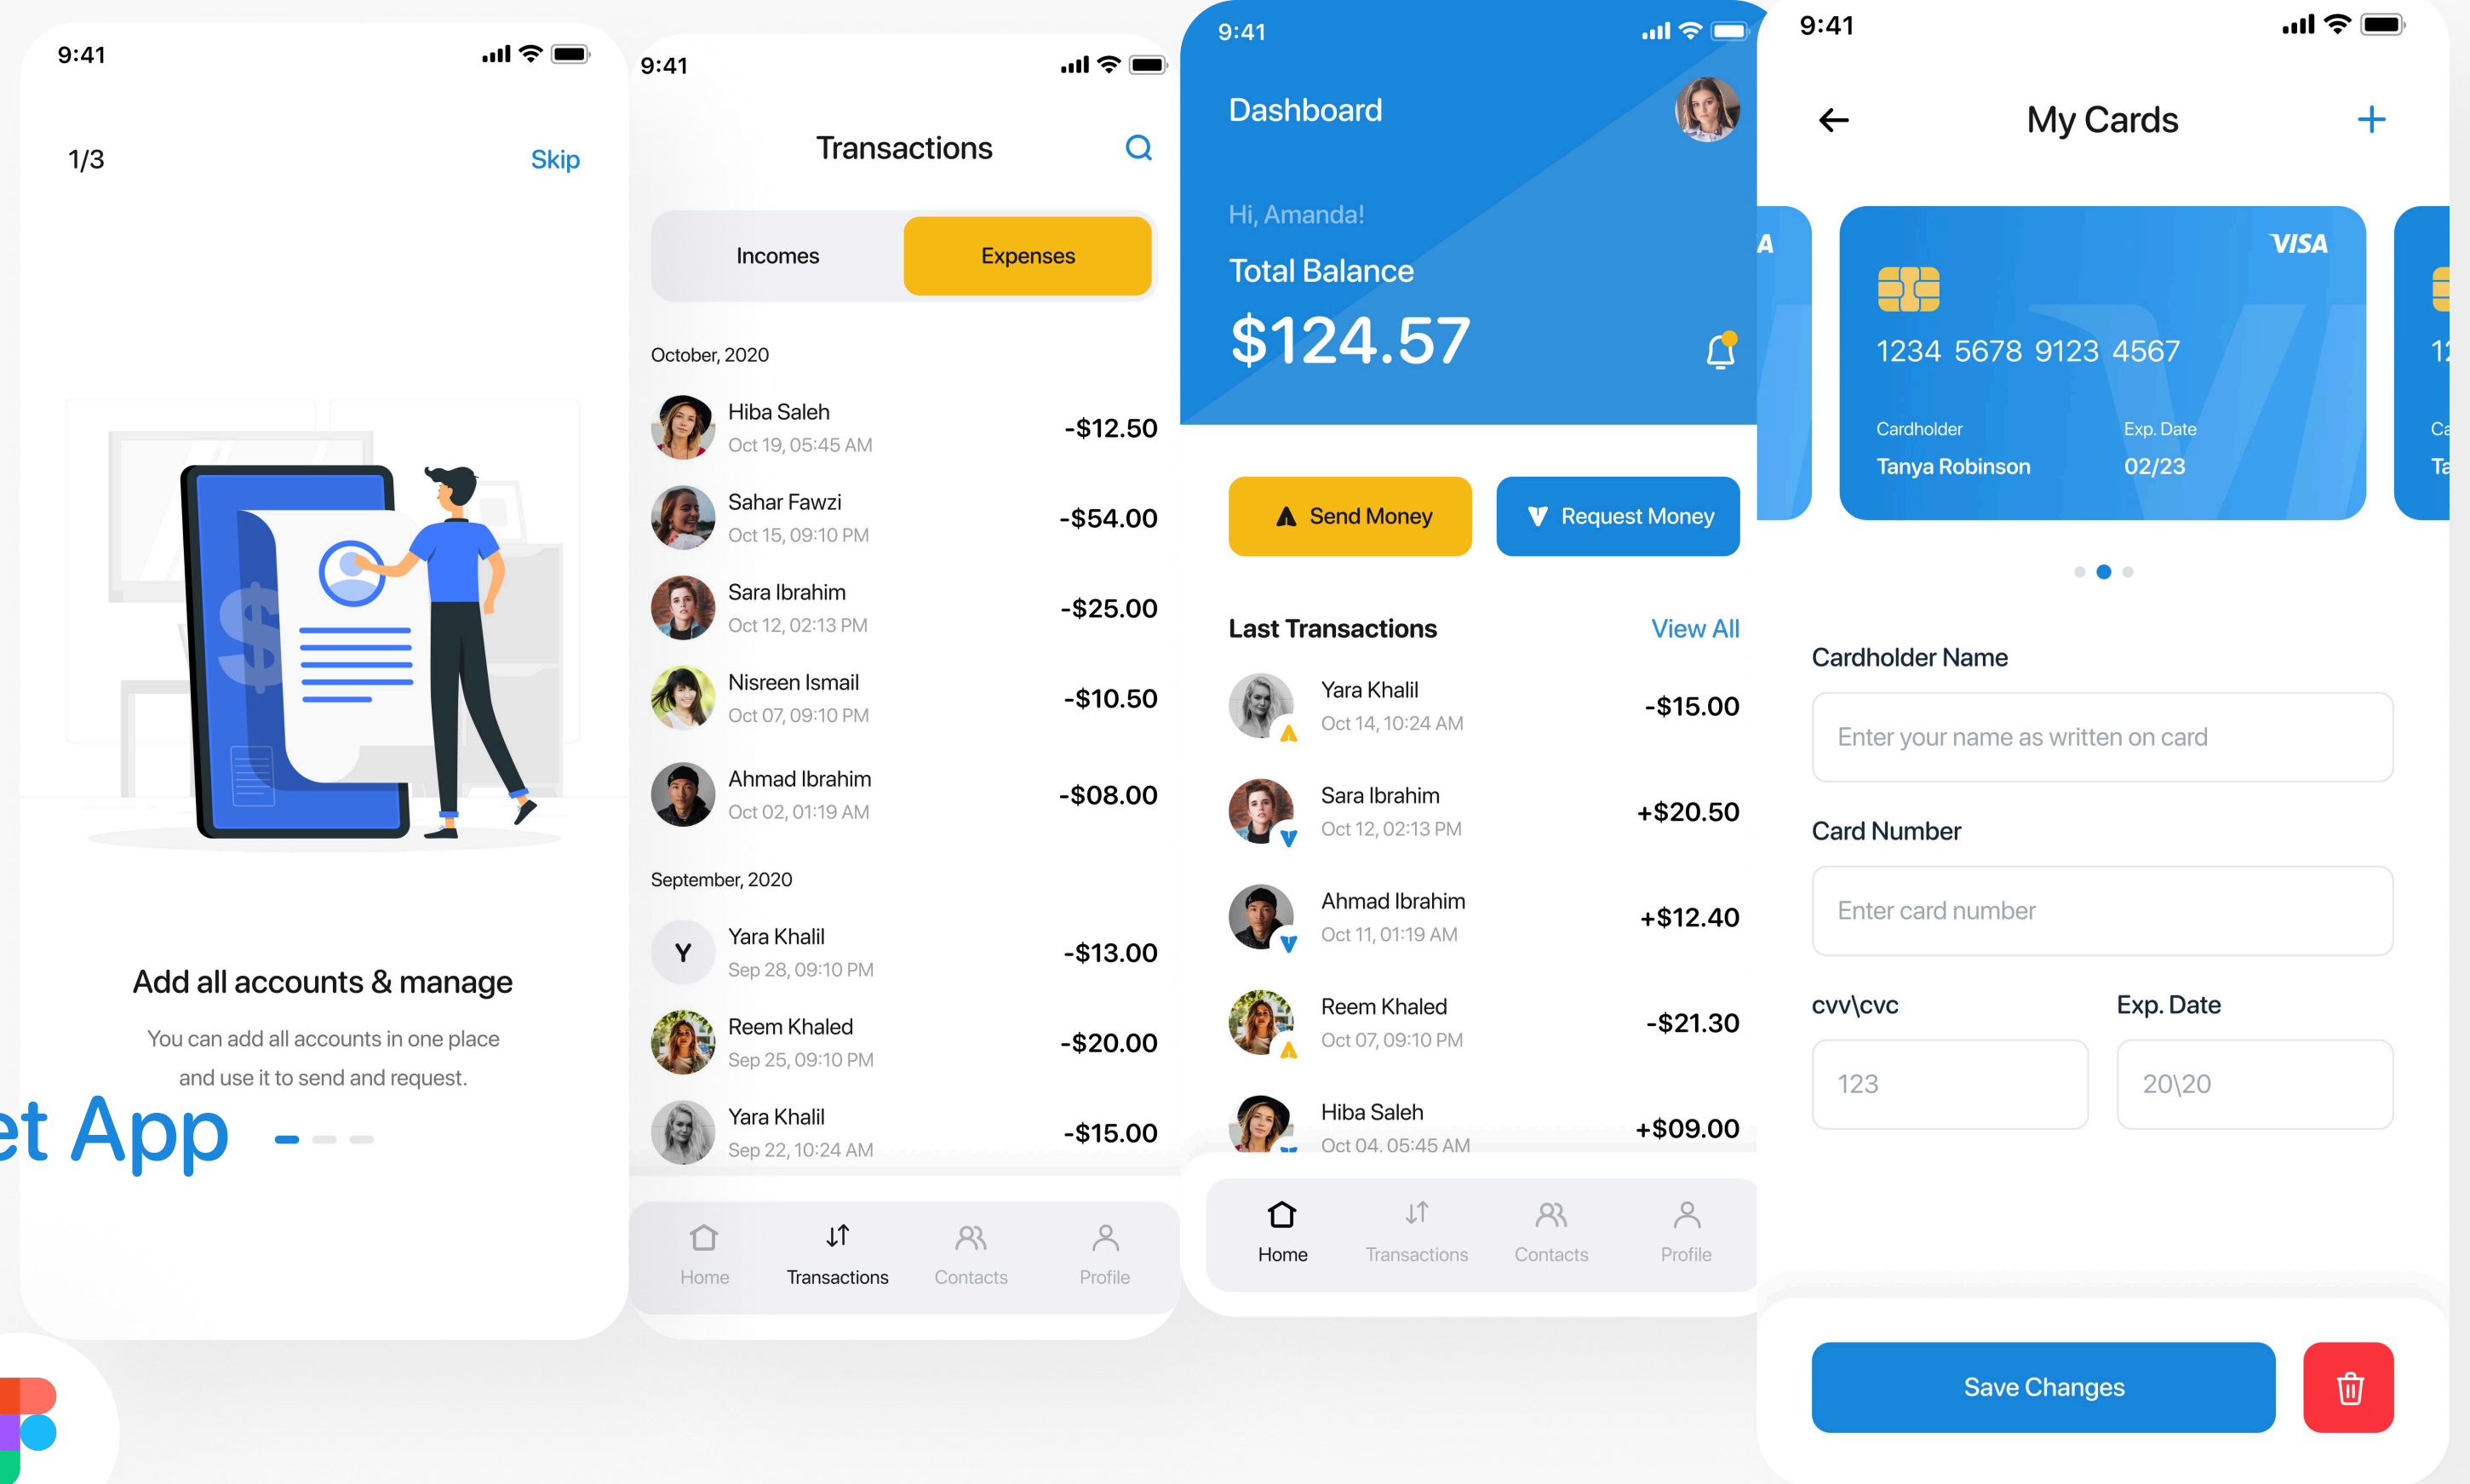 9:41
1/3
Skip
$
Add all accounts & manage
You can add all accounts in one place
and use it to send and request.
et App
9:41
Transactions
Incomes
Expenses
October, 2020
Hiba Saleh
Oct 19, 05:45 AM
-$12.50
Sahar Fawzi
Oct 15, 09:10 PM
-$54.00
Sara Ibrahim
Oct 12, 02:13 PM
-$25.00
Nisreen Ismail
Oct 07, 09:10 PM
-$10.50
Ahmad Ibrahim
Oct 02, 01:19 AM
-$08.00
September, 2020
Y
Yara Khalil
Sep 28, 09:10 PM
-$13.00
Reem Khaled
Sep 25, 09:10 PM
-$20.00
Yara Khalil
Sep 22, 10:24 AM
-$15.00
Home
Transactions
Contacts
Profile
9:41
Dashboard
Hi, Amanda!
Total Balance
$124.57
Send Money
Request Money
Last Transactions
View All
Yara Khalil
Oct 14, 10:24 AM
-$15.00
Sara Ibrahim
Oct 12, 02:13 PM
+$20.50
Ahmad Ibrahim
Oct 11, 01:19 AM
+$12.40
Reem Khaled
Oct 07, 09:10 PM
-$21.30
Hiba Saleh
Oct 04, 05:45 AM
+$09.00
Home
Transactions
Contacts
Profile
9:41
My Cards
A
VISA
VI
1234 5678 9123 4567
Cardholder
Exp. Date
Tanya Robinson
02/23
12
Ca
Ta
Cardholder Name
Enter your name as written on card
Card Number
Enter card number
cvv\cvc
Exp. Date
123
20\20
Save Changes